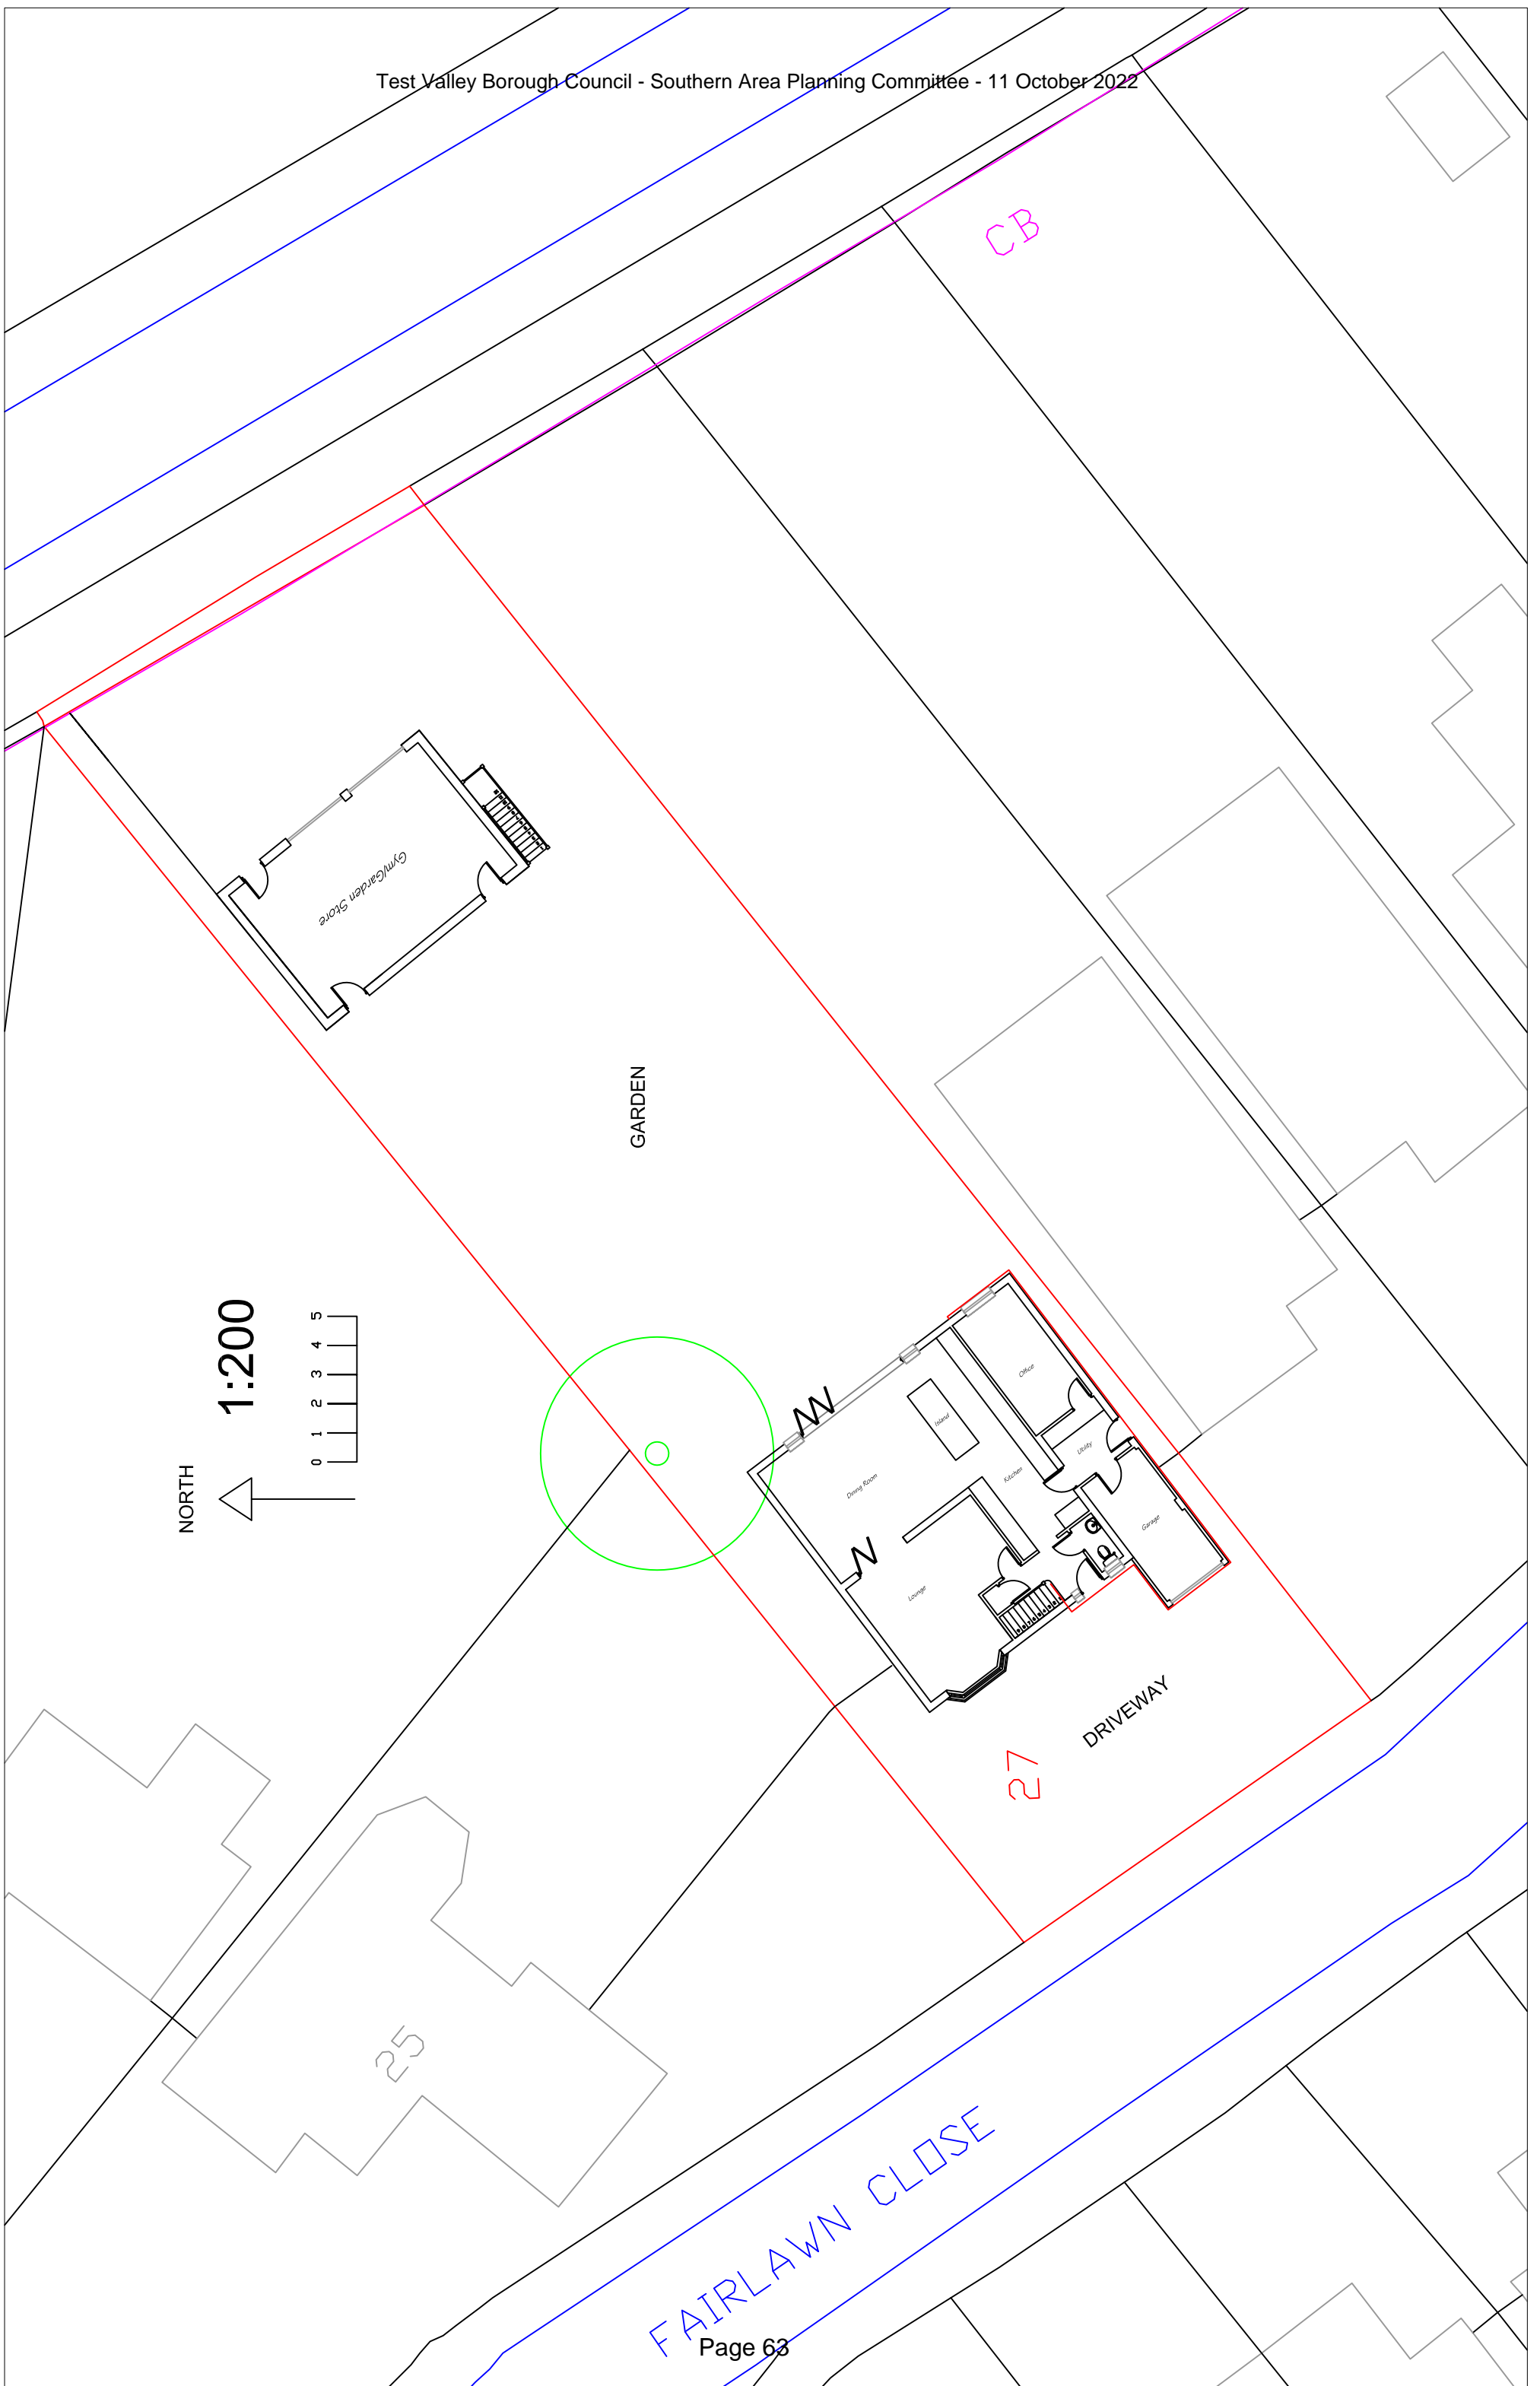 Test Valley Borough Council - Southern Area Planning Committee - 11 October 2022
CB
Gym/Garden Store
GARDEN
1:200
0 1 2 3 4 5
NORTH
Office
Island
Utility
Dining Room
Kitchen
Garage
Lounge
DRIVEWAY
27
25
FAIRLAWN CLOSE
Page 63